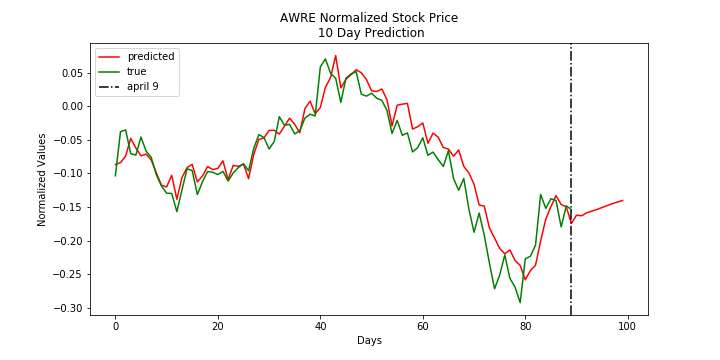 AWRE Normalized Stock Price
10 Day Prediction
predicted
true
april 9
Normalized Values
0.05
0.00
−0.05
−0.10
−0.15
−0.20
−0.25
−0.30
0 20 40 60 80 100
Days